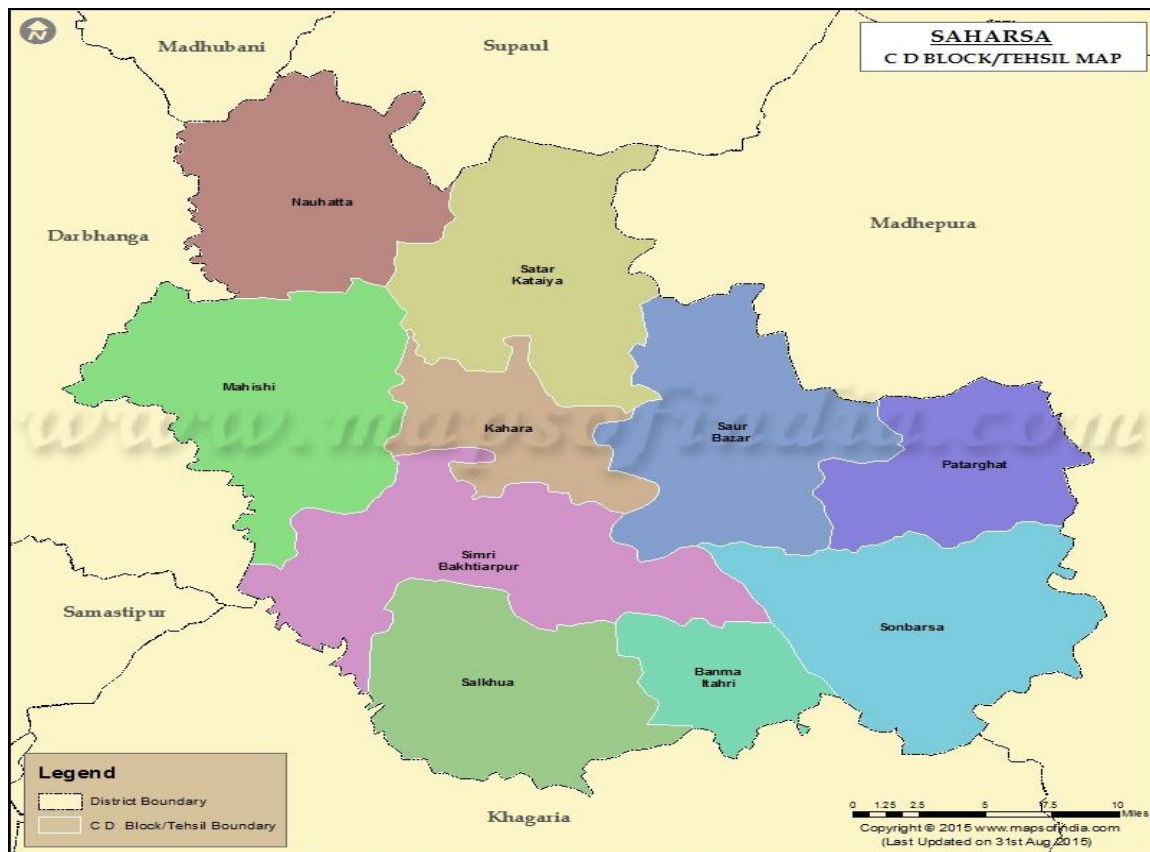 N
SAHARSA
C D BLOCK/TEHSIL MAP
Madhubani
Supaul
Nauhatta
Madhepura
Darbhanga
Satar
Kataiya
Mahishi
Kahara
Saur
Bazar
www.mapsofindia.com
Patarghat
Simri
Bakhtiarpur
Samastipur
Sonbarsa
Salkhua
Banma
Itahri
Legend
District Boundary
C D Block/Tehsil Boundary
Khagaria
0 1.25 2.5 5 7.5 10
Miles
Copyright © 2015 www.mapsofindia.com
(Last Updated on 31st Aug 2015)